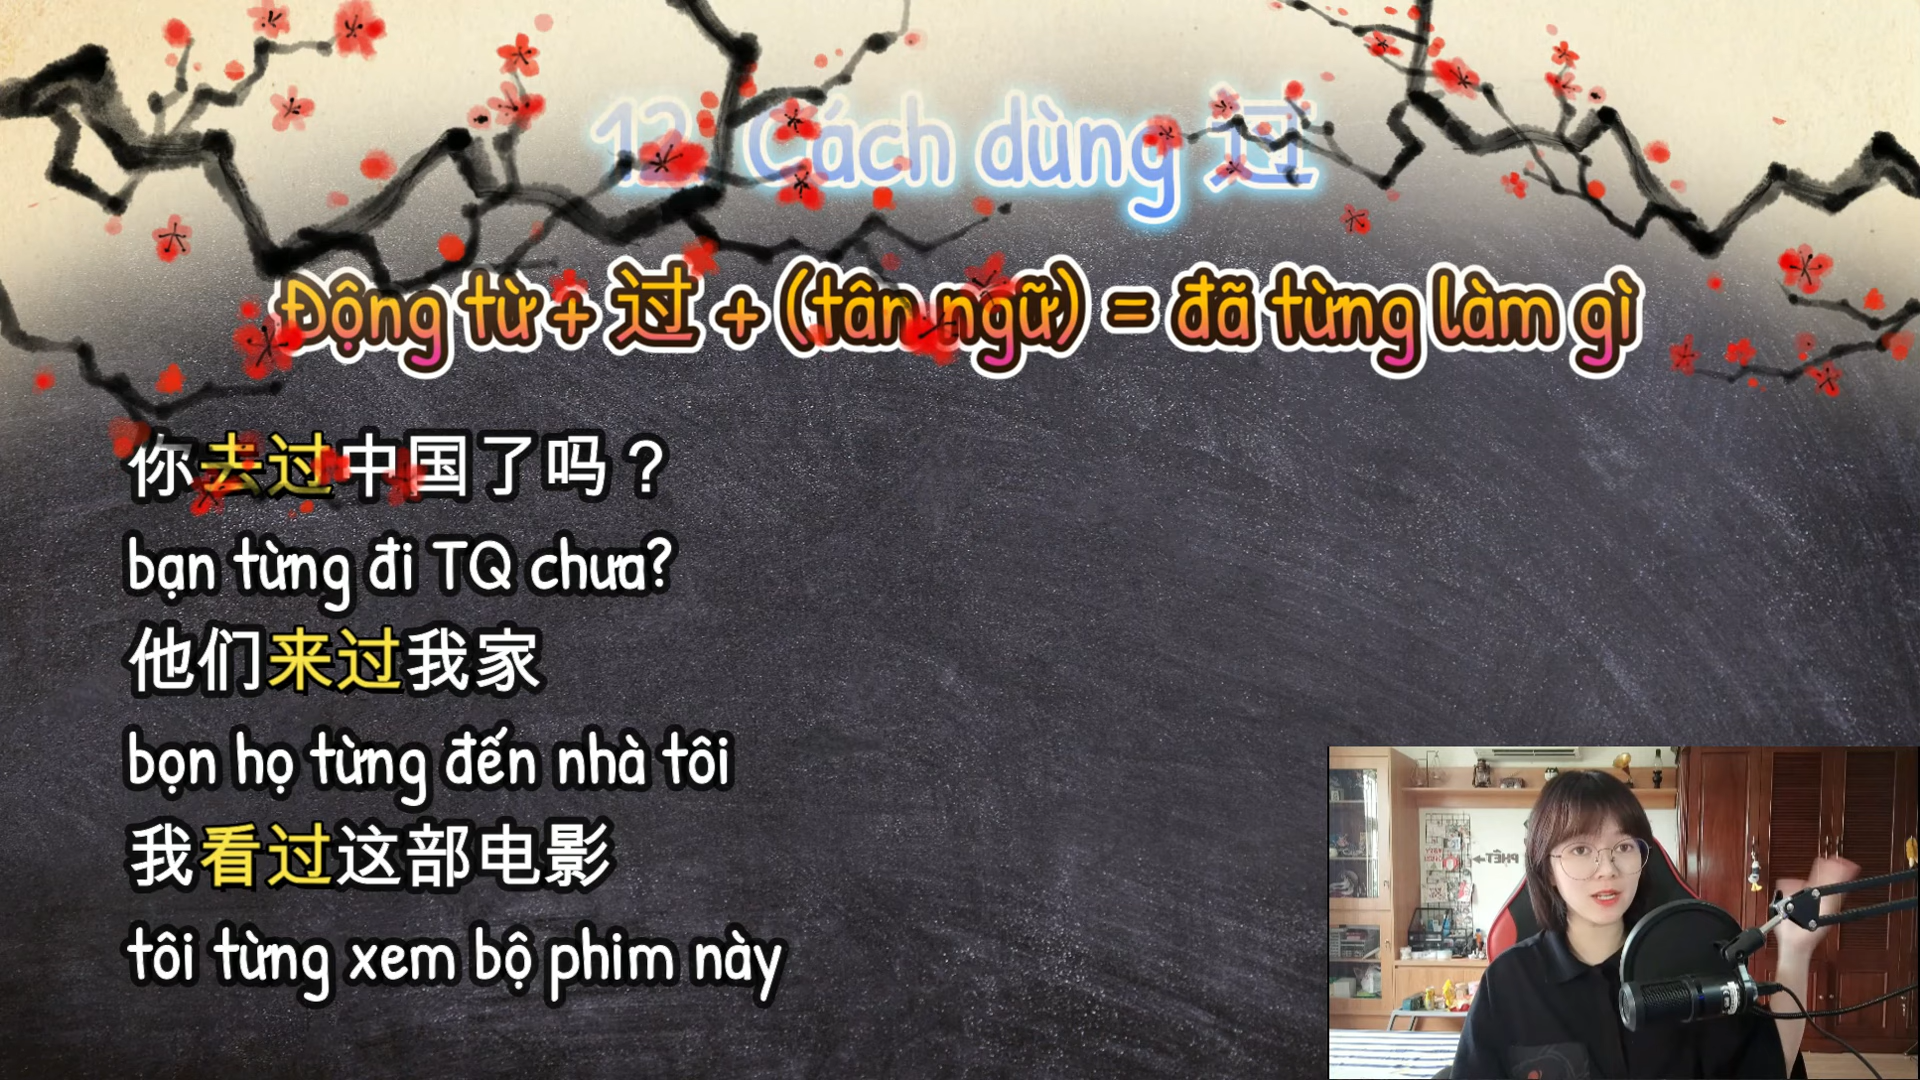 12. Cách dùng 过
Động từ + 过 + (tân ngữ) = đã từng làm gì
你去过中国了吗？
bạn từng đi TQ chưa?
他们来过我家
bọn họ từng đến nhà tôi
我看过这部电影
tôi từng xem bộ phim này